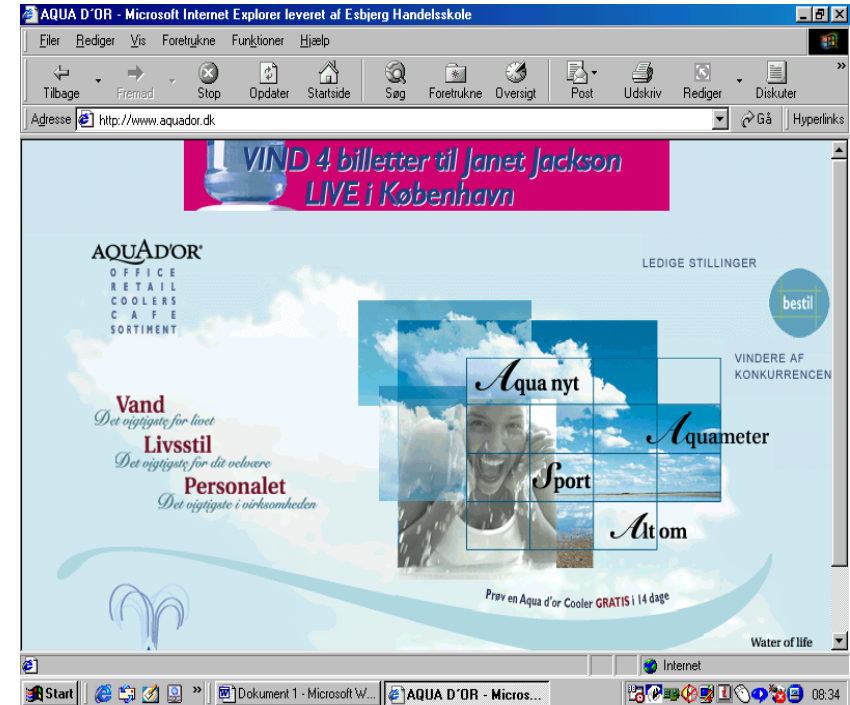 AQUA D´OR - Microsoft Internet Explorer leveret af Esbjerg Handelsskole
Filer Rediger Vis Foretrukne Funktioner Hjælp
Tilbage Fremad Stop Opdater Startside Søg Foretrukne Oversigt Post Udskriv Rediger Diskuter »
Adresse http://www.aquador.dk Gå Hyperlinks
VIND 4 billetter til Janet Jackson
LIVE i København
AQUAD'OR®
OFFICE
RETAIL
COOLERS
CAFE
SORTIMENT
LEDIGE STILLINGER
bestil
VINDERE AF
KONKURRENCEN
Aqua nyt
Aquameter
Sport
Alt om
Vand
Det vigtigste for livet
Livsstil
Det vigtigste for dit velvære
Personalet
Det vigtigste i virksomheden
Prøv en Aqua d'or Cooler GRATIS i 14 dage
Water of life
Internet
Start » Dokument 1 - Microsoft W... AQUA D´OR - Micros... 08:34